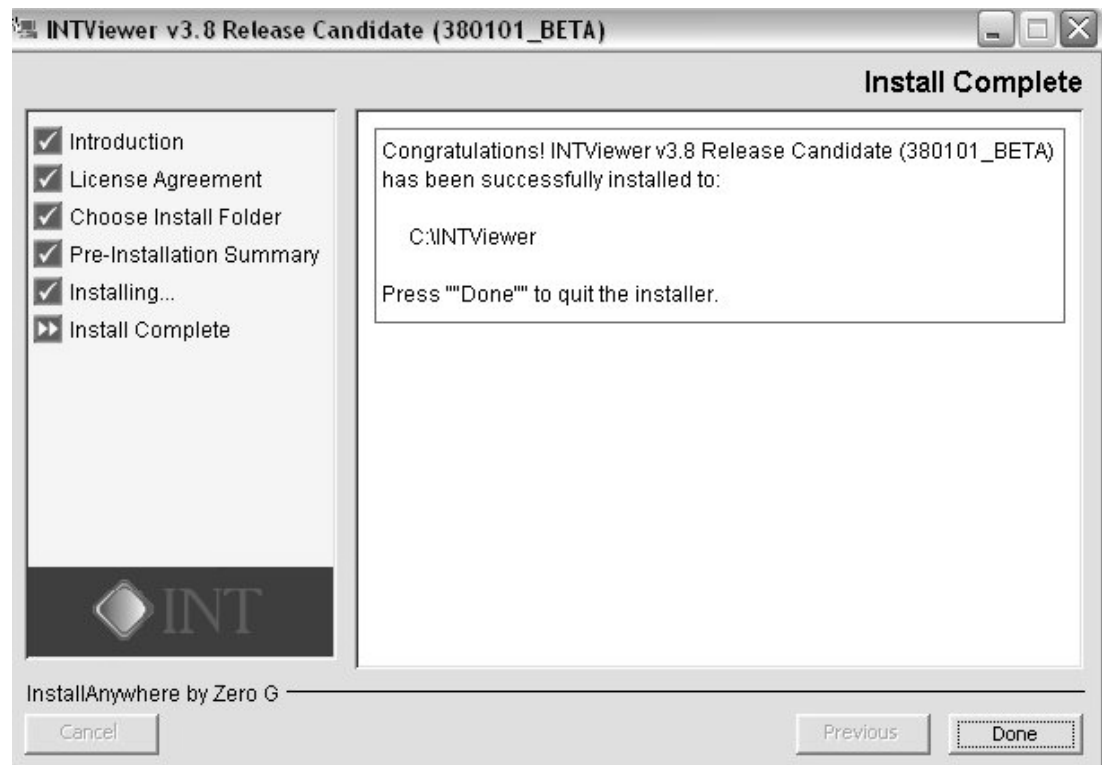 INTViewer v3.8 Release Candidate (380101_BETA)
Install Complete
Introduction
License Agreement
Choose Install Folder
Pre-Installation Summary
Installing...
Install Complete
Congratulations! INTViewer v3.8 Release Candidate (380101_BETA)
has been successfully installed to:
C:\INTViewer
Press ""Done"" to quit the installer.
INT
InstallAnywhere by Zero G
Cancel
Previous
Done